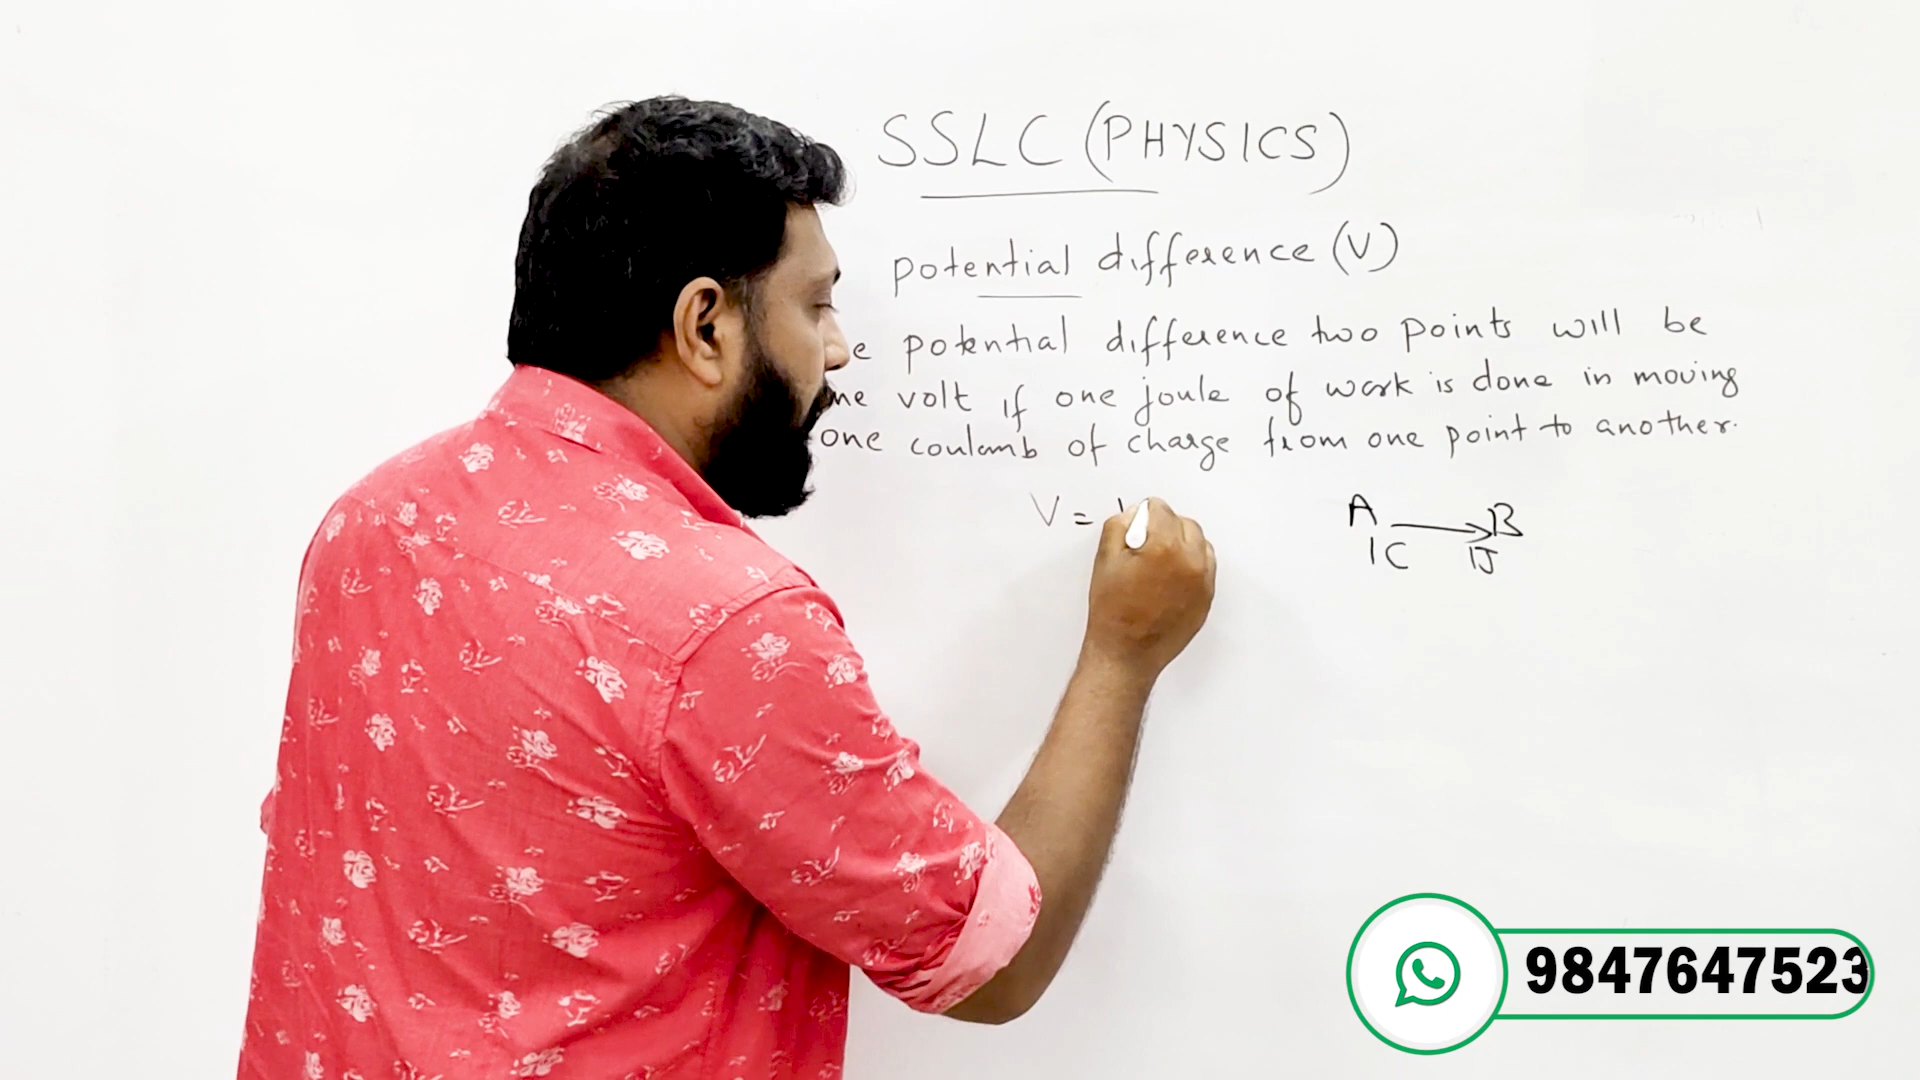 SSLC (PHYSICS)
potential difference (V)
potential difference two points will be
volt if one joule of work is done in moving
one coulomb of charge from one point to another.
V =
A → B
1C 1J
9847647523